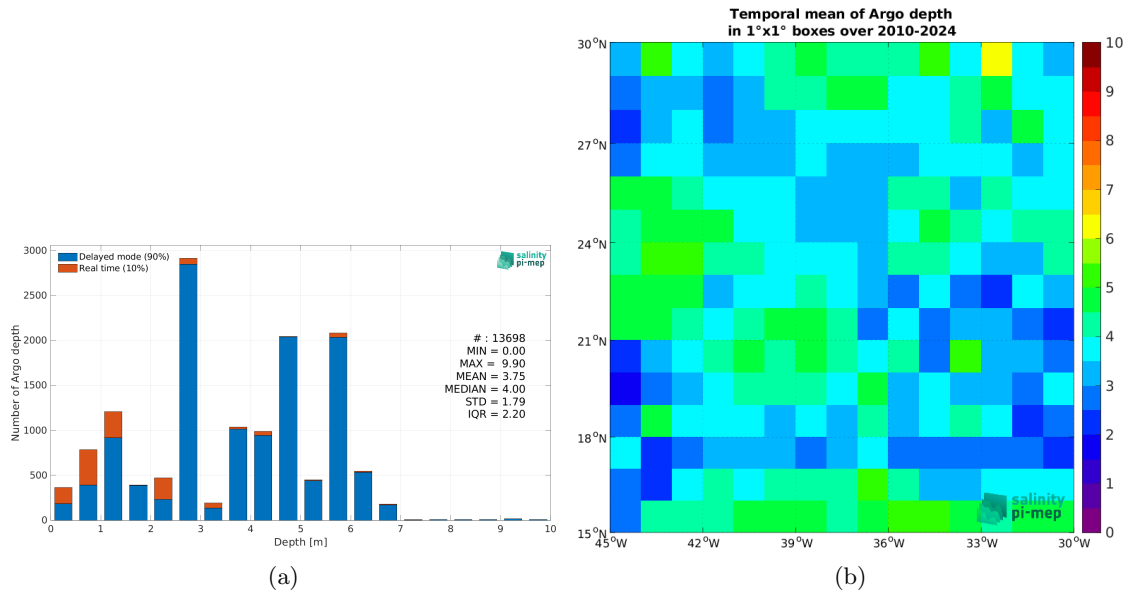 3000
2500
2000
1500
1000
500
0
Number of Argo depth
Delayed mode (90%)
Real time (10%)
salinity
pi-mep
# : 13698
MIN = 0.00
MAX = 9.90
MEAN = 3.75
MEDIAN = 4.00
STD = 1.79
IQR = 2.20
0 1 2 3 4 5 6 7 8 9 10
Depth [m]
(a)
Temporal mean of Argo depth
in 1°x1° boxes over 2010-2024
30°N
27°N
24°N
21°N
18°N
15°N
45°W 42°W 39°W 36°W 33°W 30°W
salinity
pi-mep
10
9
8
7
6
5
4
3
2
1
0
(b)